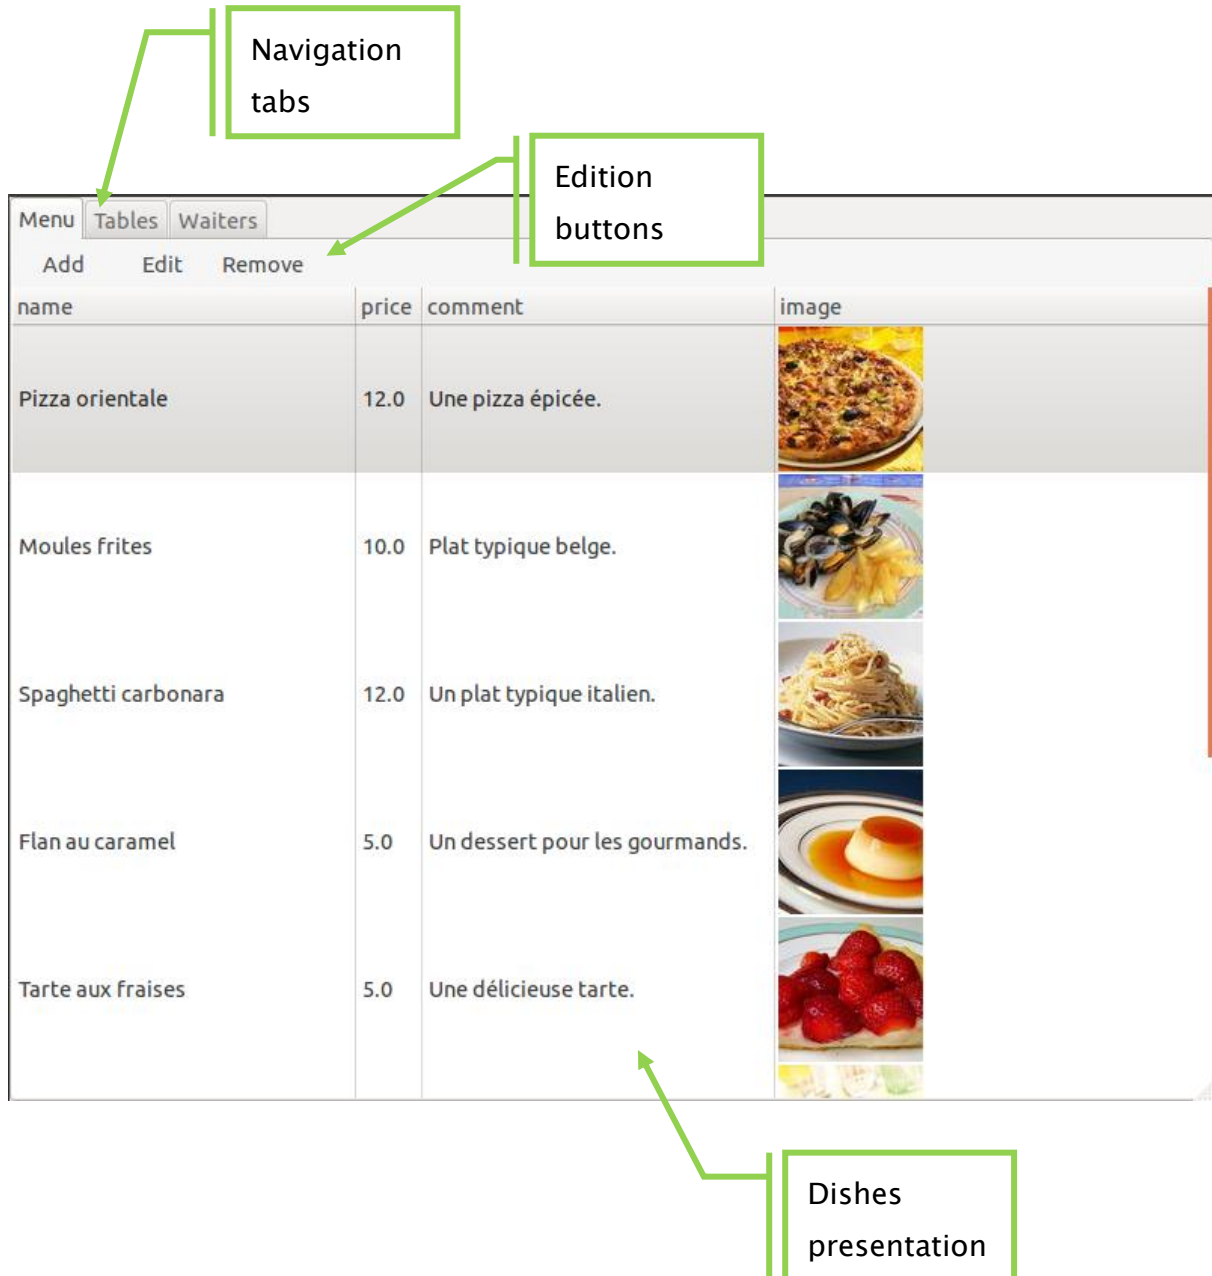 Navigation
tabs
Edition
buttons
Menu Tables Waiters
Add Edit Remove
name price comment image
Pizza orientale 12.0 Une pizza épicée.
Moules frites 10.0 Plat typique belge.
Spaghetti carbonara 12.0 Un plat typique italien.
Flan au caramel 5.0 Un dessert pour les gourmands.
Tarte aux fraises 5.0 Une délicieuse tarte.
Dishes
presentation